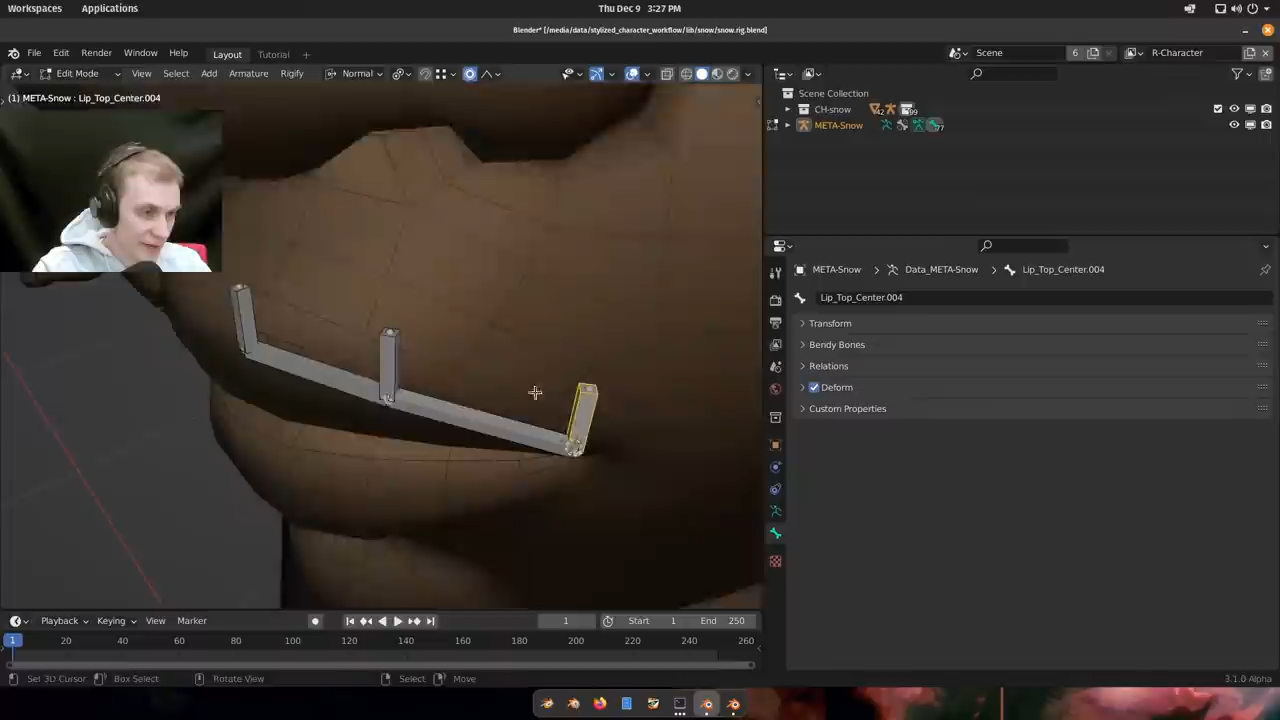 Workspaces Applications Thu Dec 9 3:27 PM
Blender* [/media/data/stylized_character_workflow/lib/snow/snow.rig.blend]
File Edit Render Window Help Layout Tutorial + Scene 6 R-Character
Edit Mode View Select Add Armature Rigify Normal
(1) META-Snow : Lip_Top_Center.004
Scene Collection
CH-snow 42 99
META-Snow 77
META-Snow > Data_META-Snow > Lip_Top_Center.004
Lip_Top_Center.004
Transform
Bendy Bones
Relations
Deform
Custom Properties
Playback Keying View Marker 1 Start 1 End 250
1 20 40 60 80 100 120 140 160 180 200 220 240 260
Set 3D Cursor Box Select Rotate View Select Move 3.1.0 Alpha